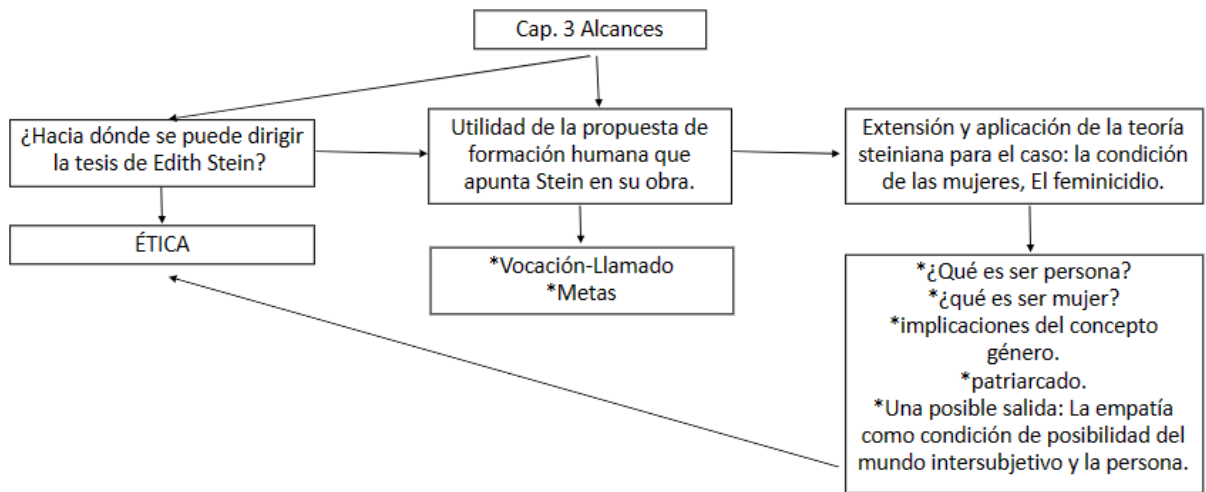 Cap. 3 Alcances
¿Hacia dónde se puede dirigir
la tesis de Edith Stein?
Utilidad de la propuesta de
formación humana que
apunta Stein en su obra.
Extensión y aplicación de la teoría
steiniana para el caso: la condición
de las mujeres, El feminicidio.
ÉTICA
*Vocación-Llamado
*Metas
*¿Qué es ser persona?
*¿qué es ser mujer?
*implicaciones del concepto
género.
*patriarcado.
*Una posible salida: La empatía
como condición de posibilidad del
mundo intersubjetivo y la persona.